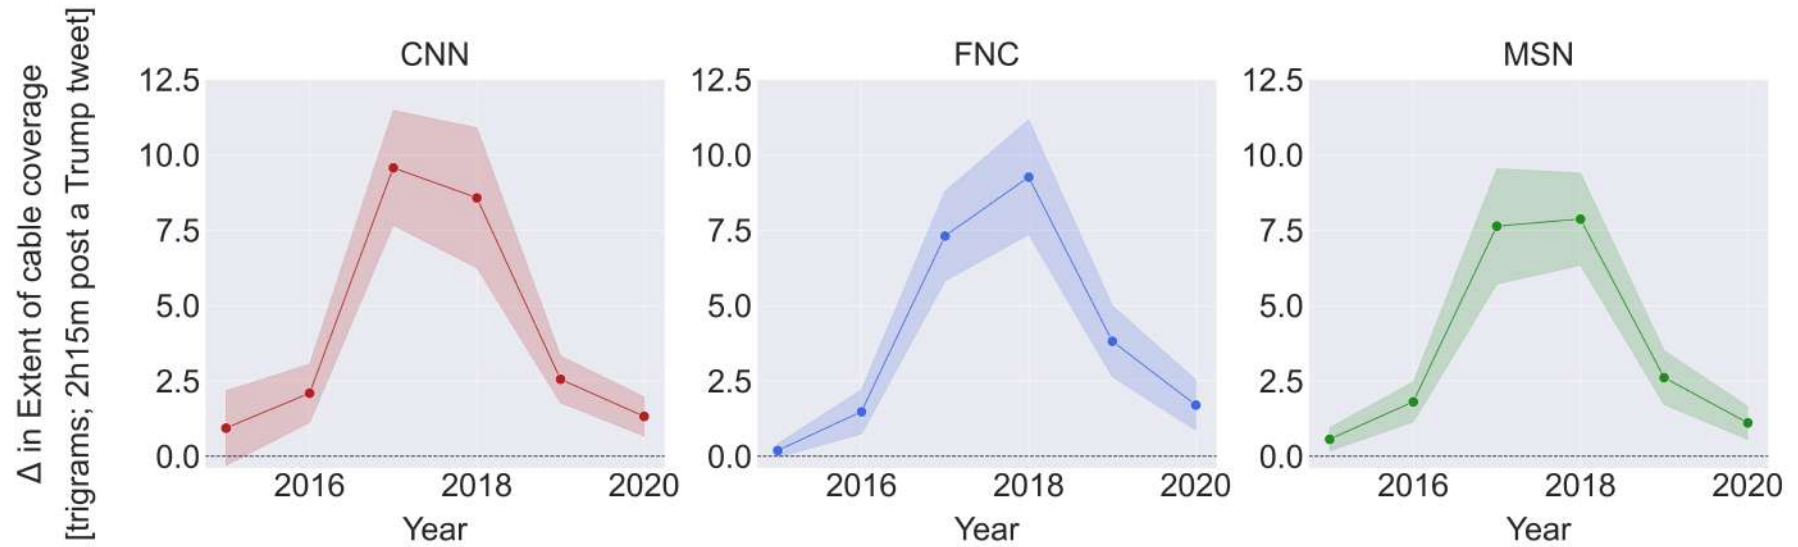 Δ in Extent of cable coverage
[trigrams; 2h15m post a Trump tweet]
CNN
12.5
10.0
7.5
5.0
2.5
0.0
2016 2018 2020
Year
FNC
12.5
10.0
7.5
5.0
2.5
0.0
2016 2018 2020
Year
MSN
12.5
10.0
7.5
5.0
2.5
0.0
2016 2018 2020
Year